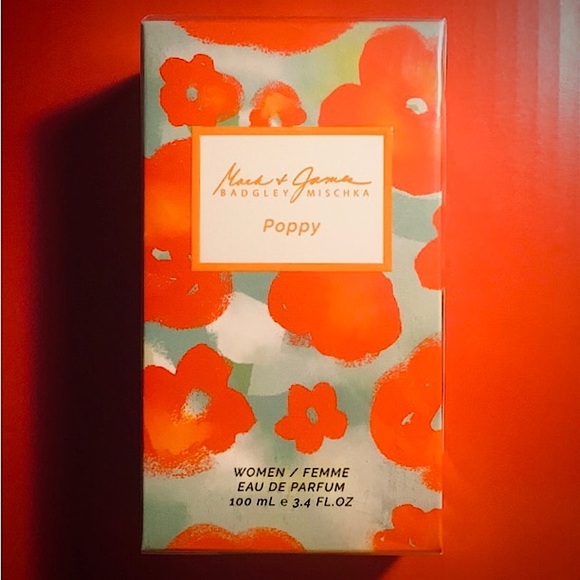 Mark + James
BADGLEY MISCHKA
Poppy
WOMEN / FEMME
EAU DE PARFUM
100 mL e 3.4 FL.OZ